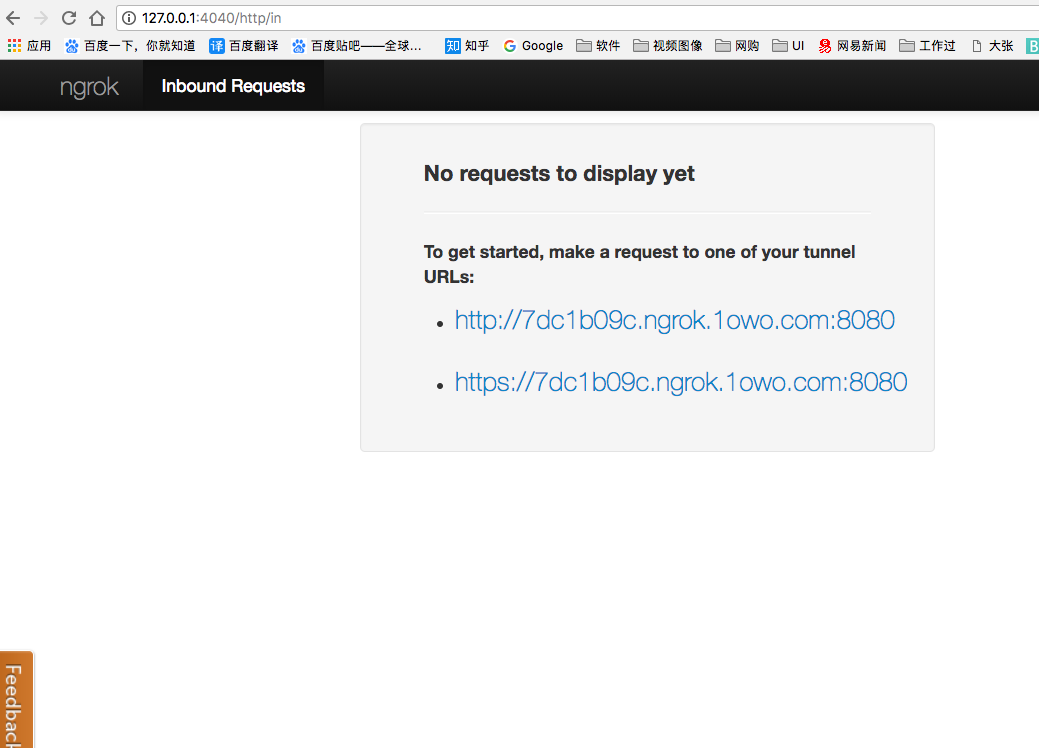 127.0.0.1:4040/http/in
应用 百度一下，你就知道 译 百度翻译 百度贴吧——全球... 知 知乎 Google 软件 视频图像 网购 UI 网易新闻 工作过 大张 B
ngrok Inbound Requests
No requests to display yet
To get started, make a request to one of your tunnel
URLs:
http://7dc1b09c.ngrok.1owo.com:8080
https://7dc1b09c.ngrok.1owo.com:8080
Feedback